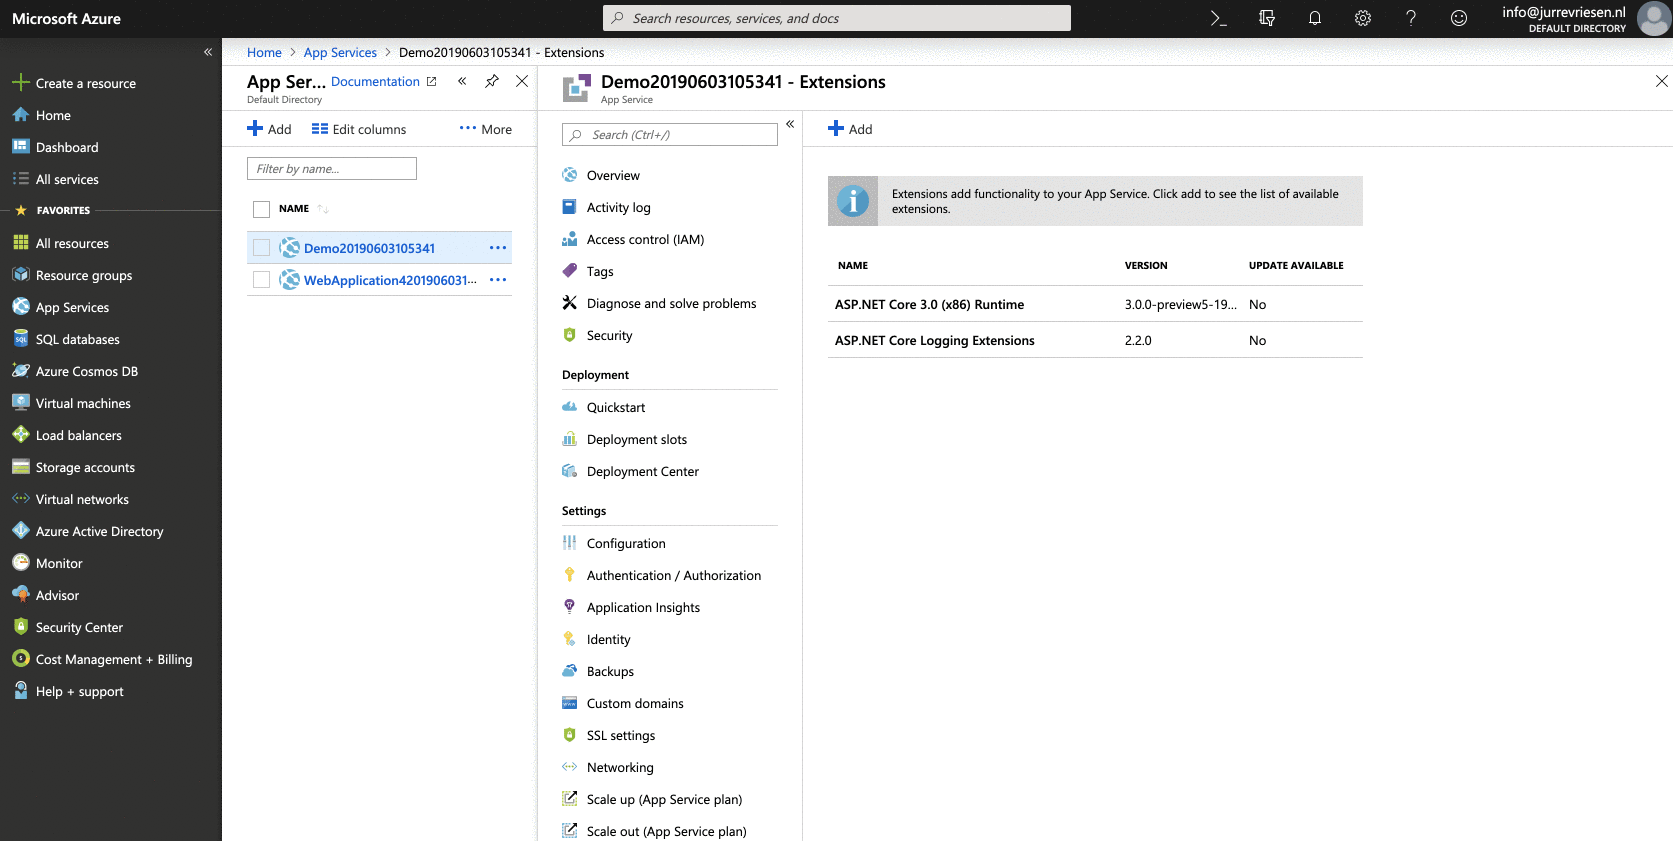 Microsoft Azure
Search resources, services, and docs
info@jurrevriesen.nl
DEFAULT DIRECTORY
Create a resource
Home
Dashboard
All services
FAVORITES
All resources
Resource groups
App Services
SQL databases
Azure Cosmos DB
Virtual machines
Load balancers
Storage accounts
Virtual networks
Azure Active Directory
Monitor
Advisor
Security Center
Cost Management + Billing
Help + support
Home > App Services > Demo20190603105341 - Extensions
App Ser... Documentation
Default Directory
Add Edit columns ··· More
Filter by name...
NAME
Demo20190603105341 ···
WebApplication4201906031... ···
Demo20190603105341 - Extensions
App Service
Search (Ctrl+/)
Overview
Activity log
Access control (IAM)
Tags
Diagnose and solve problems
Security
Deployment
Quickstart
Deployment slots
Deployment Center
Settings
Configuration
Authentication / Authorization
Application Insights
Identity
Backups
Custom domains
SSL settings
Networking
Scale up (App Service plan)
Scale out (App Service plan)
Add
Extensions add functionality to your App Service. Click add to see the list of available
extensions.
NAME VERSION UPDATE AVAILABLE
ASP.NET Core 3.0 (x86) Runtime 3.0.0-preview5-19... No
ASP.NET Core Logging Extensions 2.2.0 No